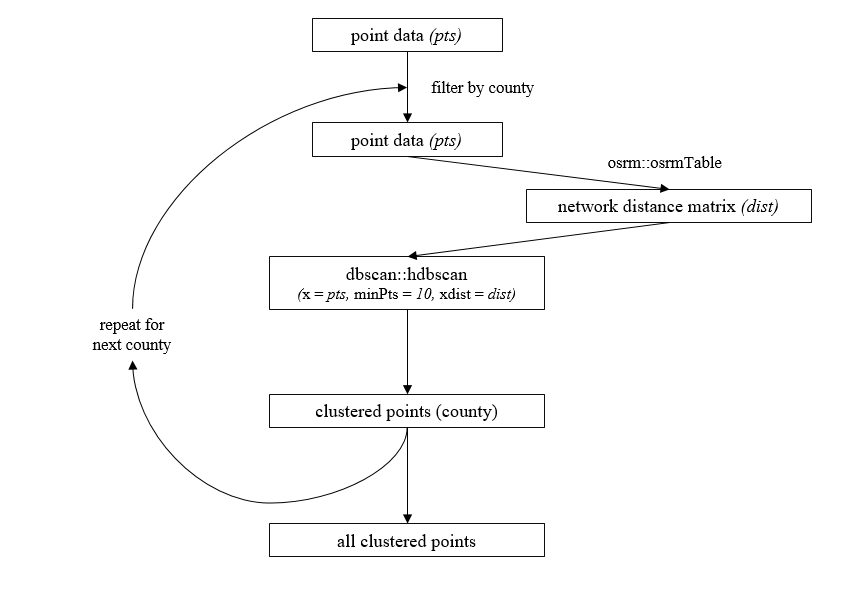 point data (pts)
filter by county
point data (pts)
osrm::osrmTable
network distance matrix (dist)
dbscan::hdbscan
(x = pts, minPts = 10, xdist = dist)
repeat for
next county
clustered points (county)
all clustered points